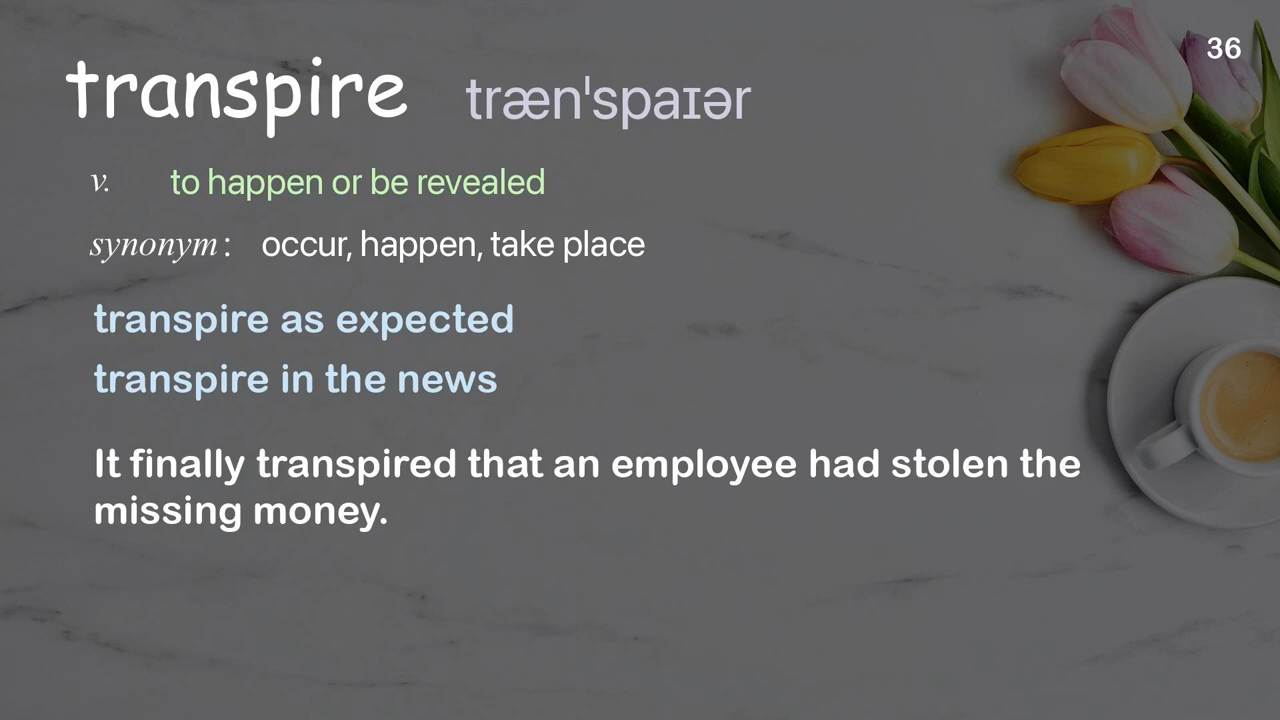 36
transpire trænˈspaɪər
v. to happen or be revealed
synonym : occur, happen, take place
transpire as expected
transpire in the news
It finally transpired that an employee had stolen the
missing money.